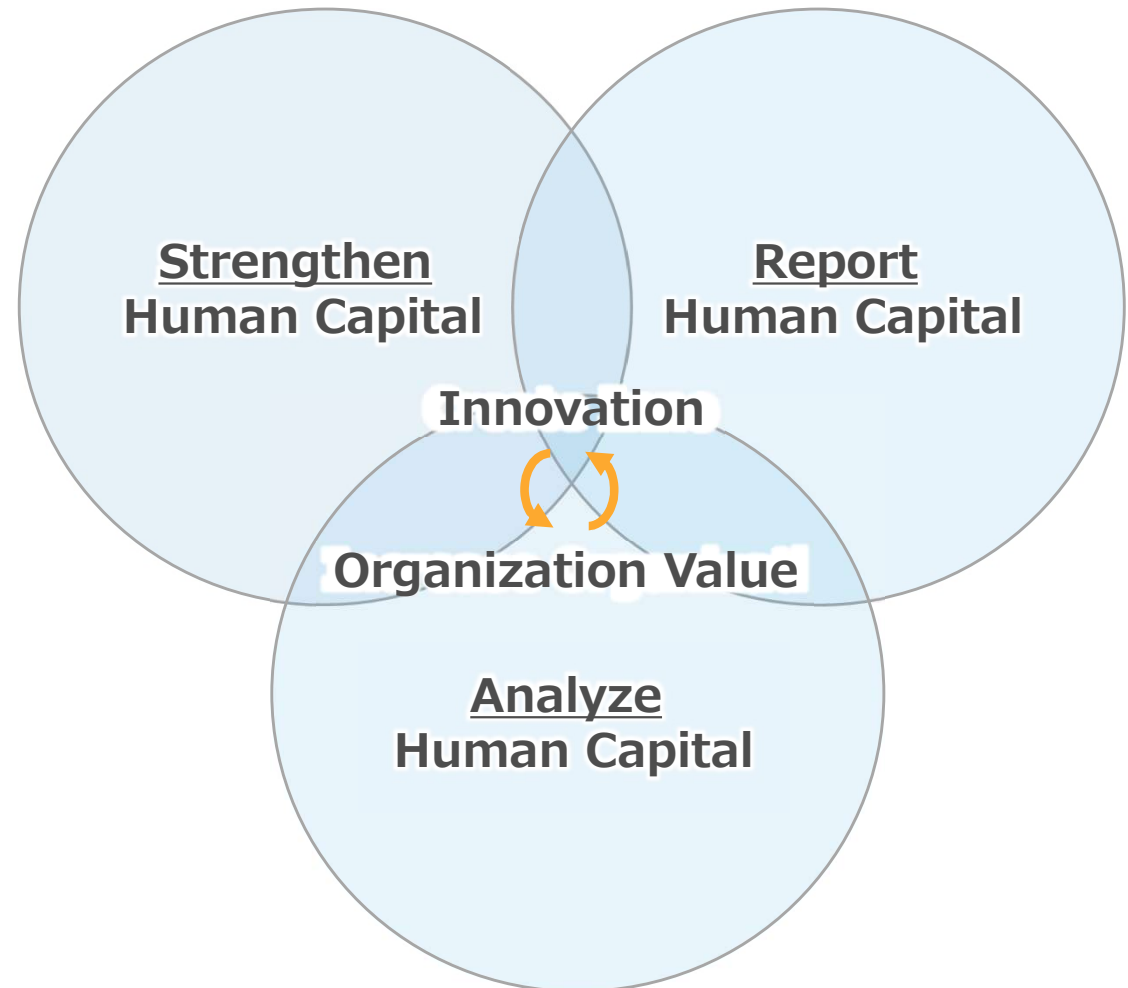 Strengthen
Human Capital
Report
Human Capital
Innovation
Organization Value
Analyze
Human Capital